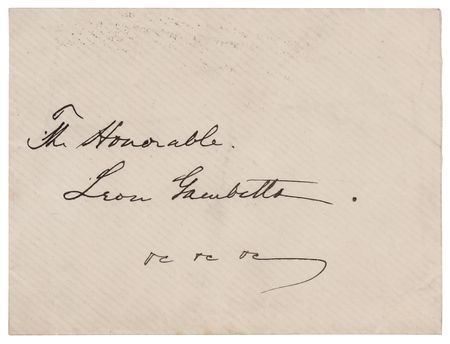 The Honorable.
Leon Gambetta.
&c &c &c